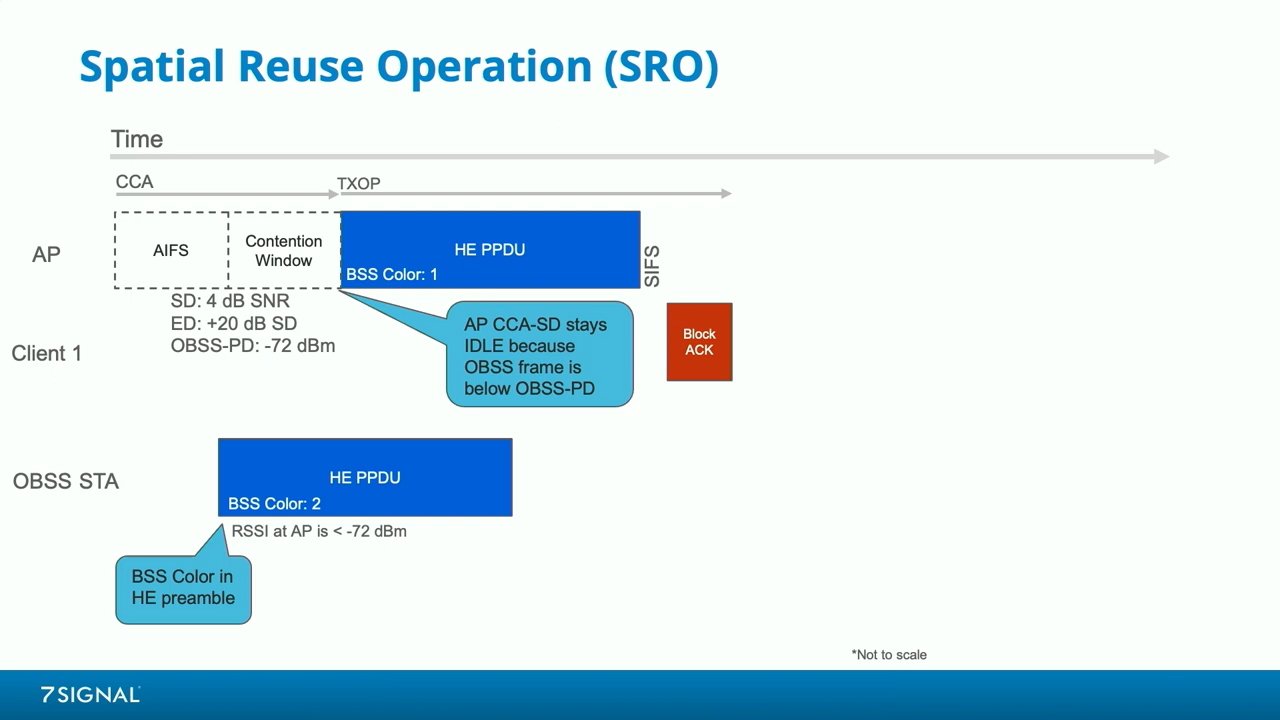 Spatial Reuse Operation (SRO)
Time
CCA
TXOP
AP
AIFS
Contention
Window
HE PPDU
BSS Color: 1
SIFS
SD: 4 dB SNR
ED: +20 dB SD
OBSS-PD: -72 dBm
AP CCA-SD stays
IDLE because
OBSS frame is
below OBSS-PD
Client 1
Block
ACK
OBSS STA
HE PPDU
BSS Color: 2
RSSI at AP is < -72 dBm
BSS Color in
HE preamble
*Not to scale
7SIGNAL